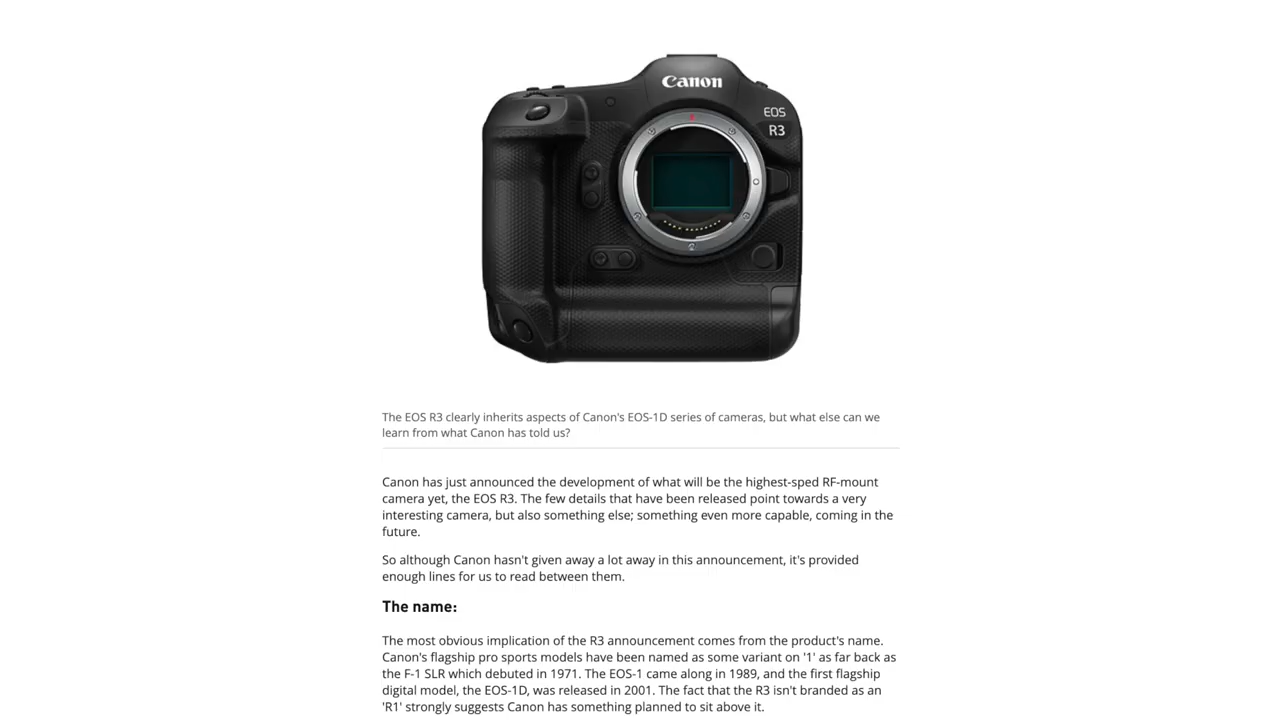 Canon
EOS
R3
The EOS R3 clearly inherits aspects of Canon's EOS-1D series of cameras, but what else can we
learn from what Canon has told us?
Canon has just announced the development of what will be the highest-sped RF-mount
camera yet, the EOS R3. The few details that have been released point towards a very
interesting camera, but also something else; something even more capable, coming in the
future.
So although Canon hasn't given away a lot away in this announcement, it's provided
enough lines for us to read between them.
The name:
The most obvious implication of the R3 announcement comes from the product's name.
Canon's flagship pro sports models have been named as some variant on '1' as far back as
the F-1 SLR which debuted in 1971. The EOS-1 came along in 1989, and the first flagship
digital model, the EOS-1D, was released in 2001. The fact that the R3 isn't branded as an
'R1' strongly suggests Canon has something planned to sit above it.